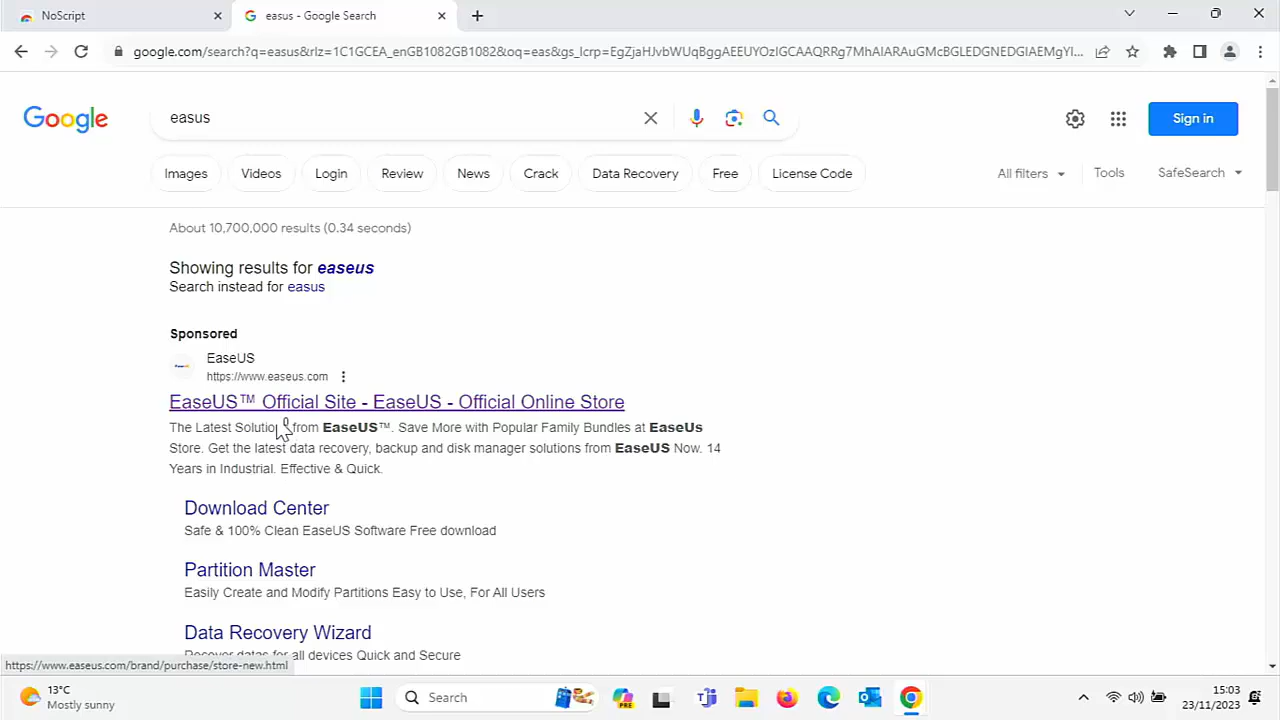 NoScript
easus - Google Search
google.com/search?q=easus&rlz=1C1GCEA_enGB1082GB1082&oq=eas&gs_lcrp=EgZjaHJvbWUqBggAEEUYOzIGCAAQRRg7MhAIARAuGMcBGLEDGNEDGIAEMgYI...
Google
easus
Sign in
Images
Videos
Login
Review
News
Crack
Data Recovery
Free
License Code
All filters
Tools
SafeSearch
About 10,700,000 results (0.34 seconds)
Showing results for easeus
Search instead for easus
Sponsored
EaseUS
https://www.easeus.com
EaseUS™ Official Site - EaseUS - Official Online Store
The Latest Solution from EaseUS™. Save More with Popular Family Bundles at EaseUs
Store. Get the latest data recovery, backup and disk manager solutions from EaseUS Now. 14
Years in Industrial. Effective & Quick.
Download Center
Safe & 100% Clean EaseUS Software Free download
Partition Master
Easily Create and Modify Partitions Easy to Use, For All Users
Data Recovery Wizard
Recover datas for all devices Quick and Secure
https://www.easeus.com/brand/purchase/store-new.html
13°C
Mostly sunny
Search
PRE
15:03
23/11/2023